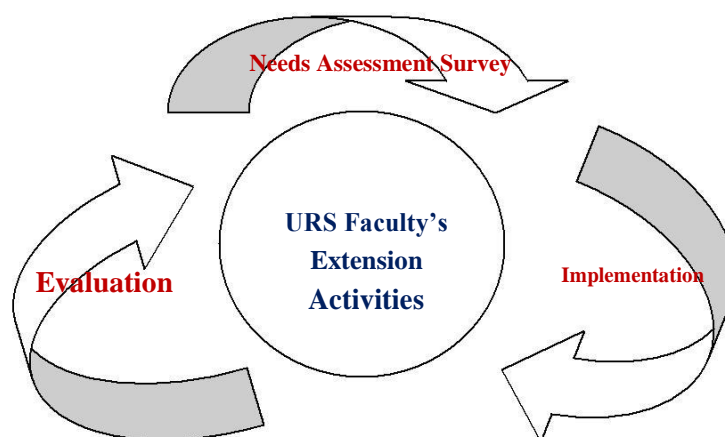 Needs Assessment Survey
URS Faculty's
Extension
Activities
Evaluation
Implementation